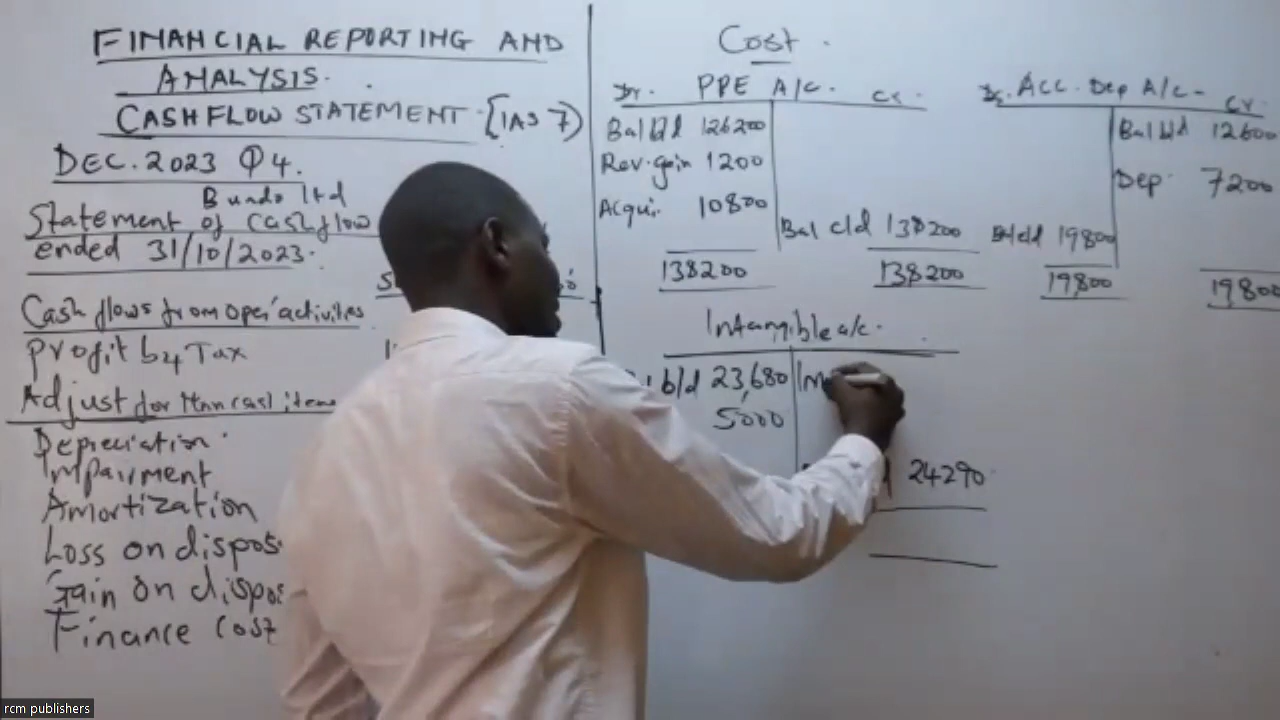 FINANCIAL REPORTING AND
ANALYSIS.
CASHFLOW STATEMENT [IAS 7)
DEC. 2023 Q4.
Bundo Ltd
Statement of cashflow
ended 31/10/2023.
Cash flows from Oper activities
profit b4 Tax
Adjust for Non cash items
Depreciation
Impairment
Amortization
Loss on dispos
Gain on dispos
Finance cost
Cost
Dr. PPE A/c. Cr.
Bal b/d 126200
Rev. gain 1200
Acqui. 10800
Bal c/d 138200
138200 138200
Dr. Acc. Dep A/c Cr
Bal b/d 12600
Dep 7200
Bal c/d 19800
19800 19800
Intangible a/c.
b/d 23,680
5000
24290
rcm publishers